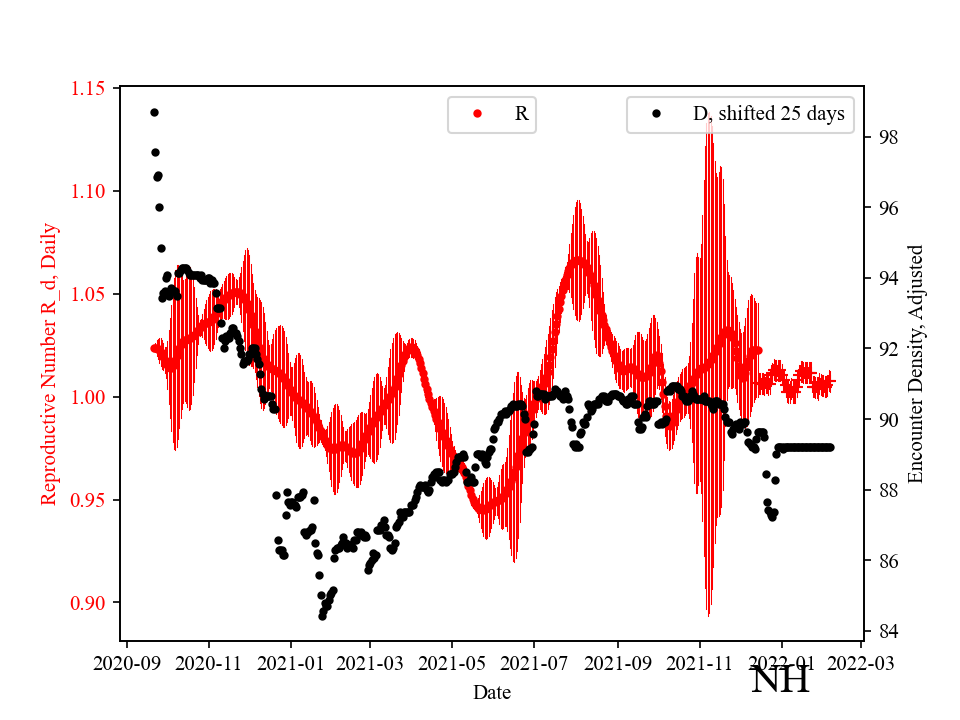 R
D, shifted 25 days
Reproductive Number R_d, Daily
1.15
1.10
1.05
1.00
0.95
0.90
98
96
94
92
90
88
86
84
Encounter Density, Adjusted
2020-09 2020-11 2021-01 2021-03 2021-05 2021-07 2021-09 2021-11 2022-01 2022-03
Date
NH